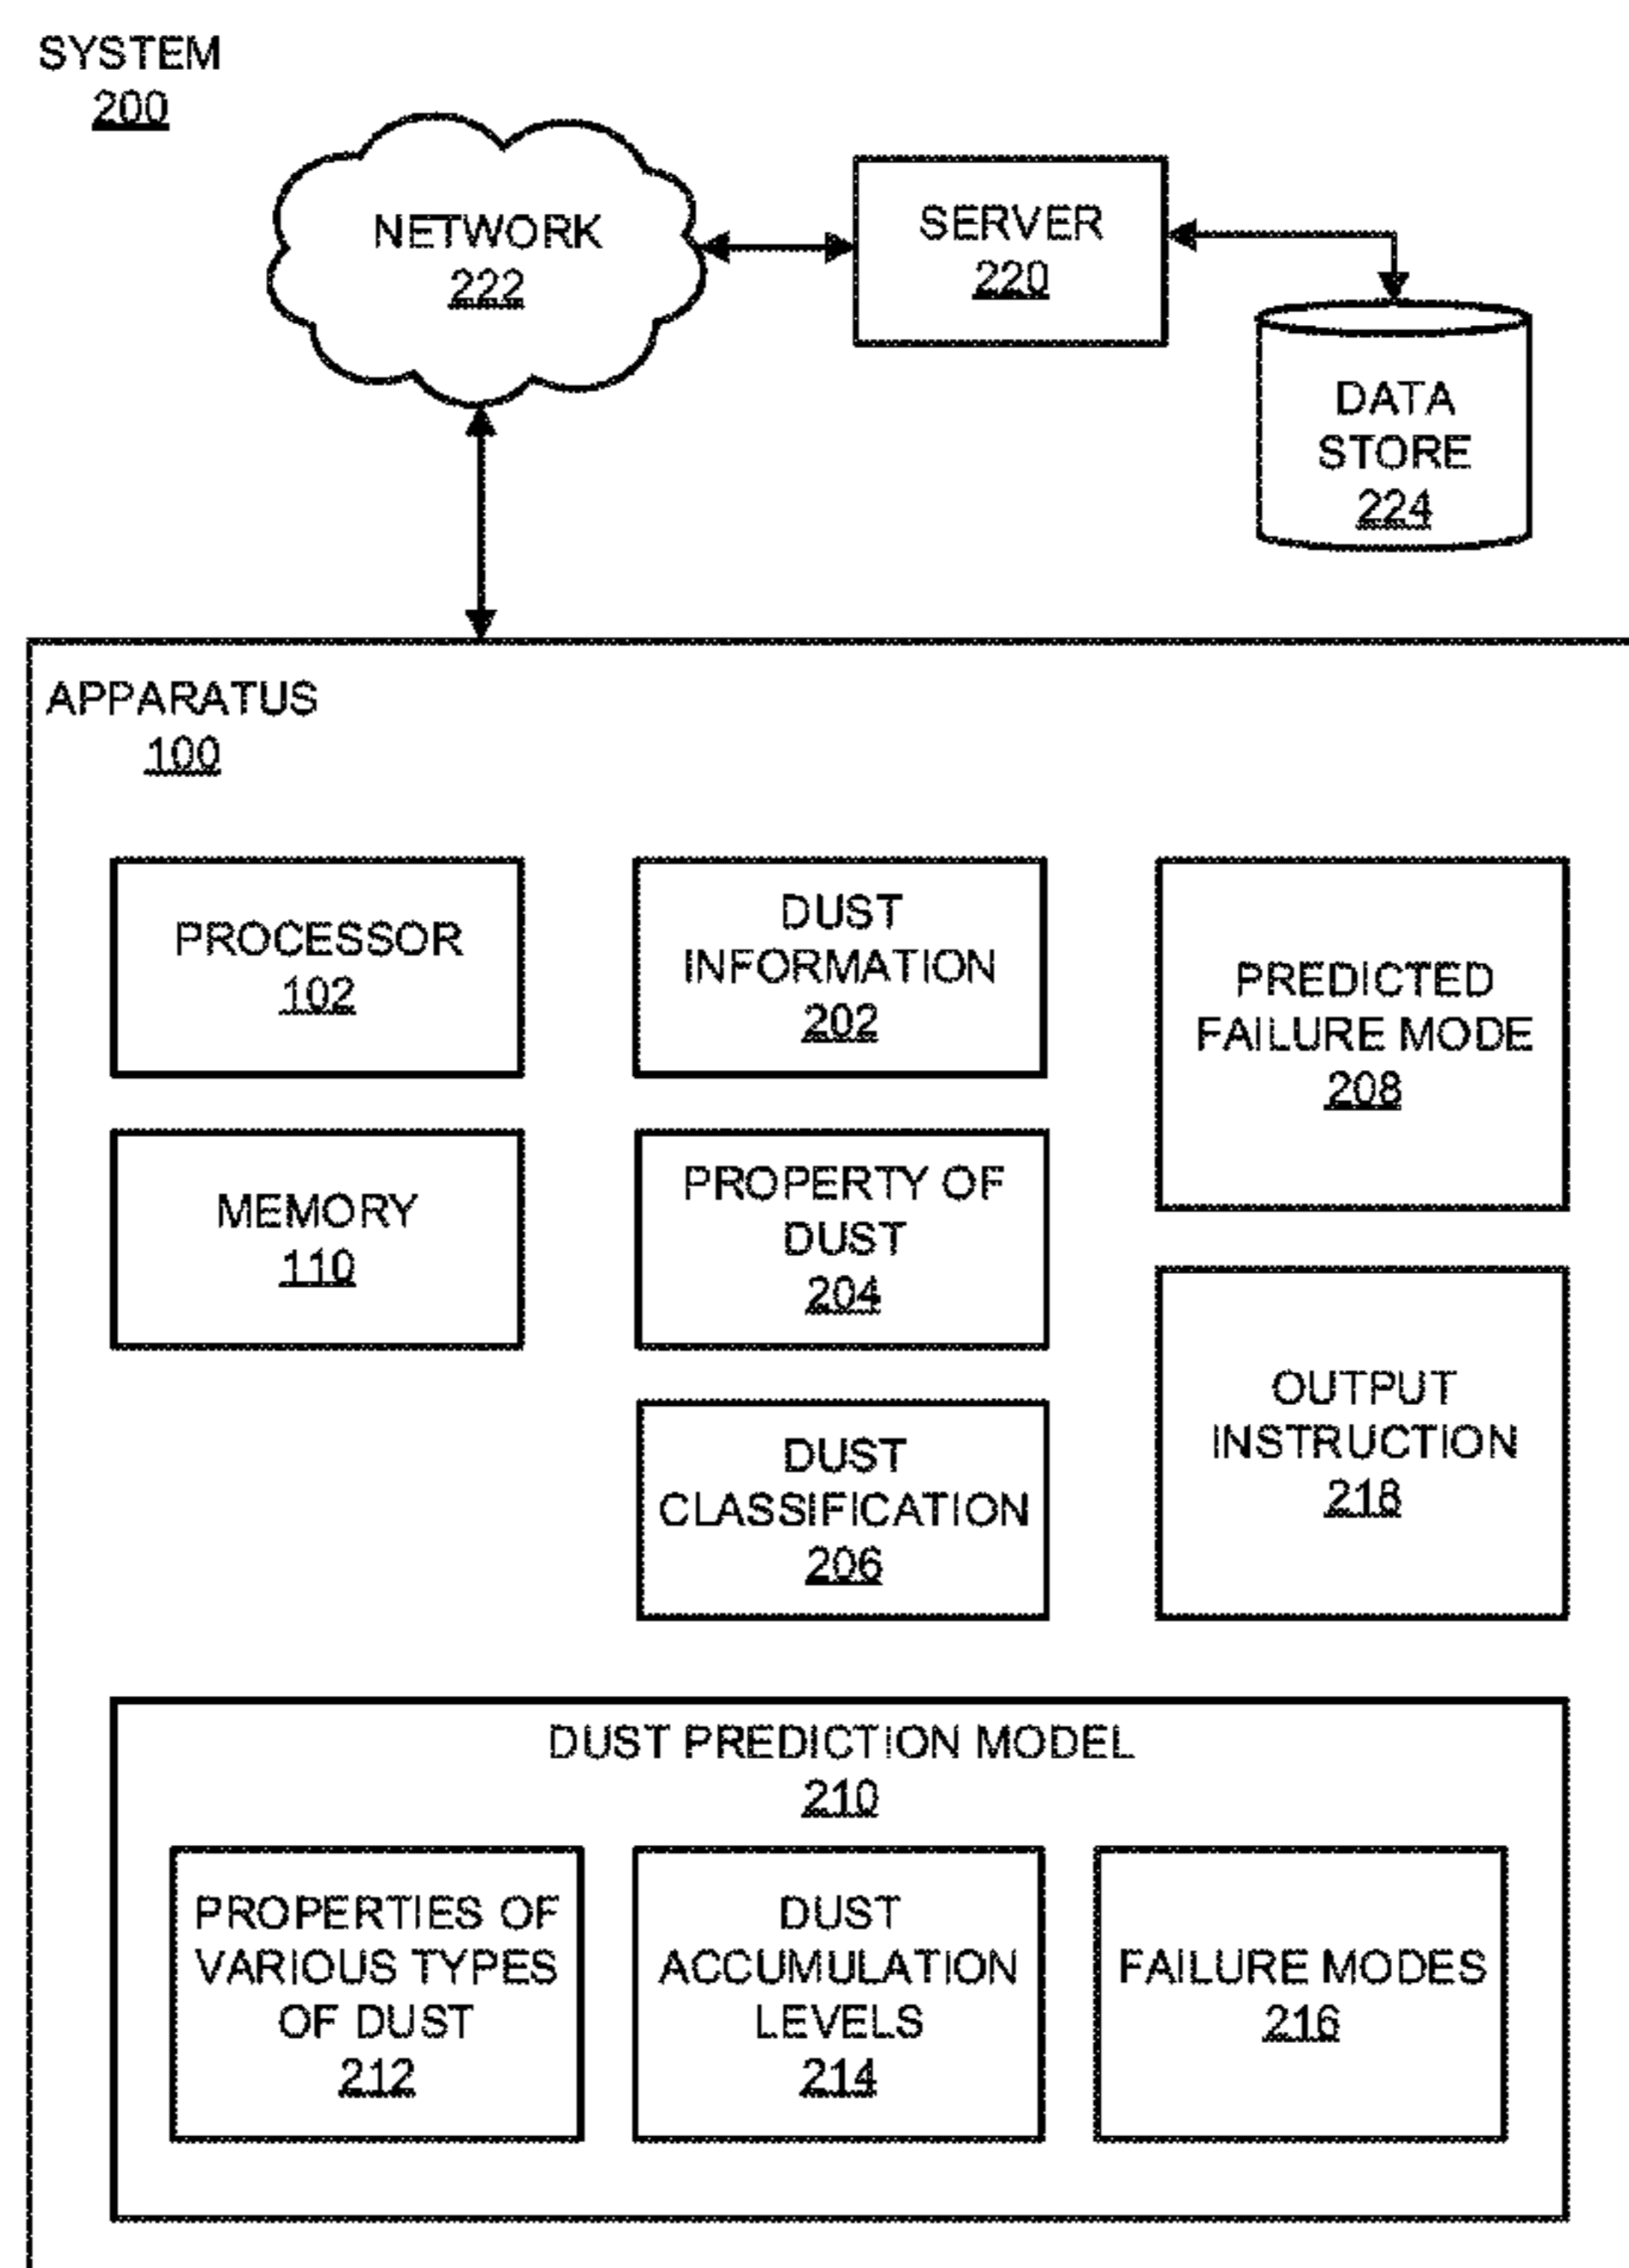 SYSTEM
200
NETWORK
222
SERVER
220
DATA
STORE
224
APPARATUS
100
PROCESSOR
102
MEMORY
110
DUST
INFORMATION
202
PROPERTY OF
DUST
204
DUST
CLASSIFICATION
206
PREDICTED
FAILURE MODE
208
OUTPUT
INSTRUCTION
218
DUST PREDICTION MODEL
210
PROPERTIES OF
VARIOUS TYPES
OF DUST
212
DUST
ACCUMULATION
LEVELS
214
FAILURE MODES
216